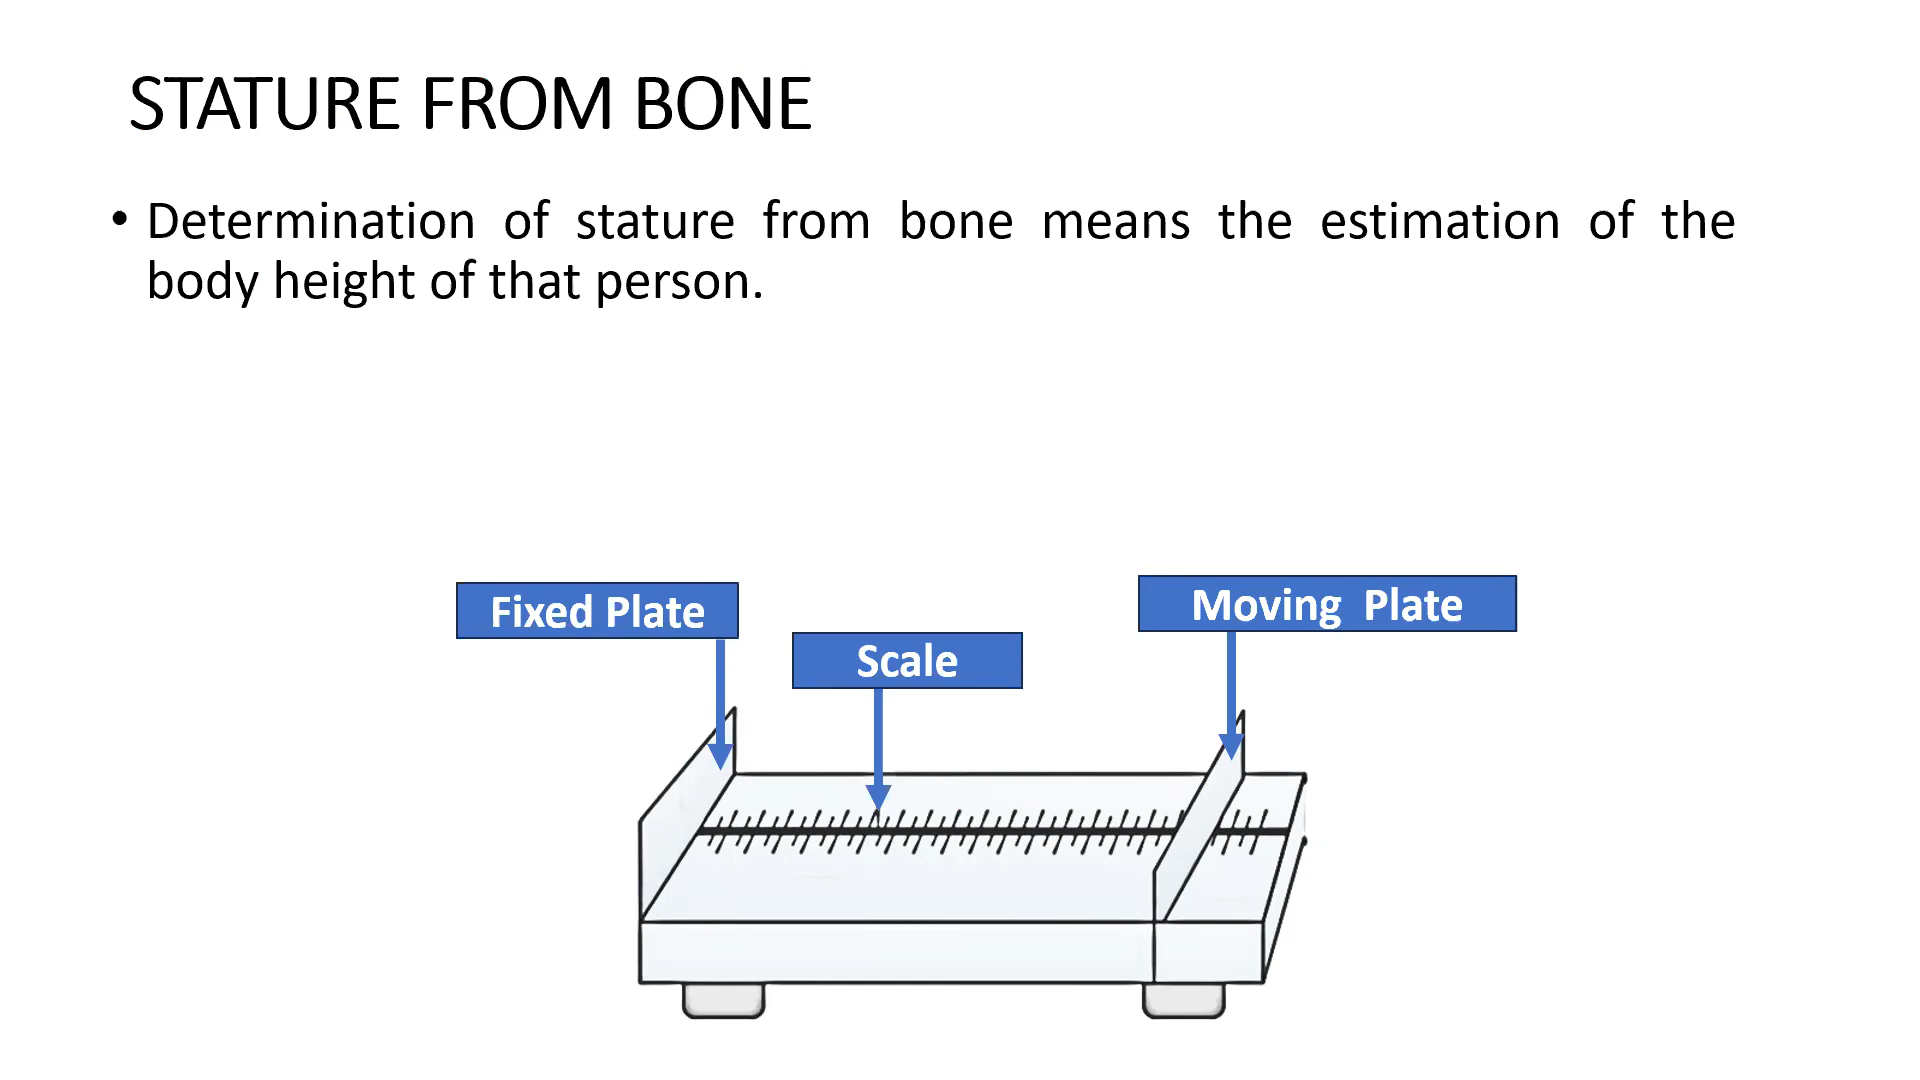 STATURE FROM BONE
• Determination of stature from bone means the estimation of the
body height of that person.
Fixed Plate
Moving Plate
Scale